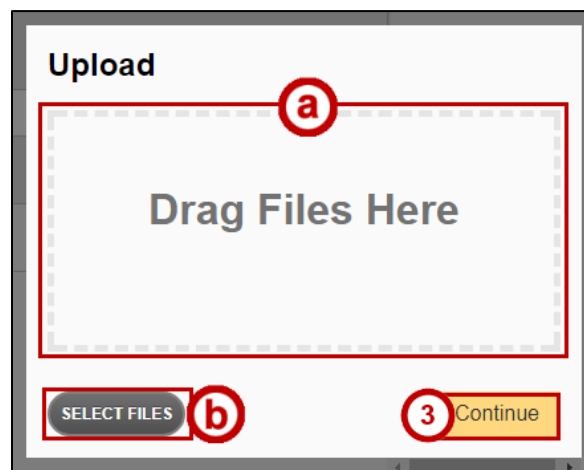 Upload
a
Drag Files Here
SELECT FILES b
3 Continue